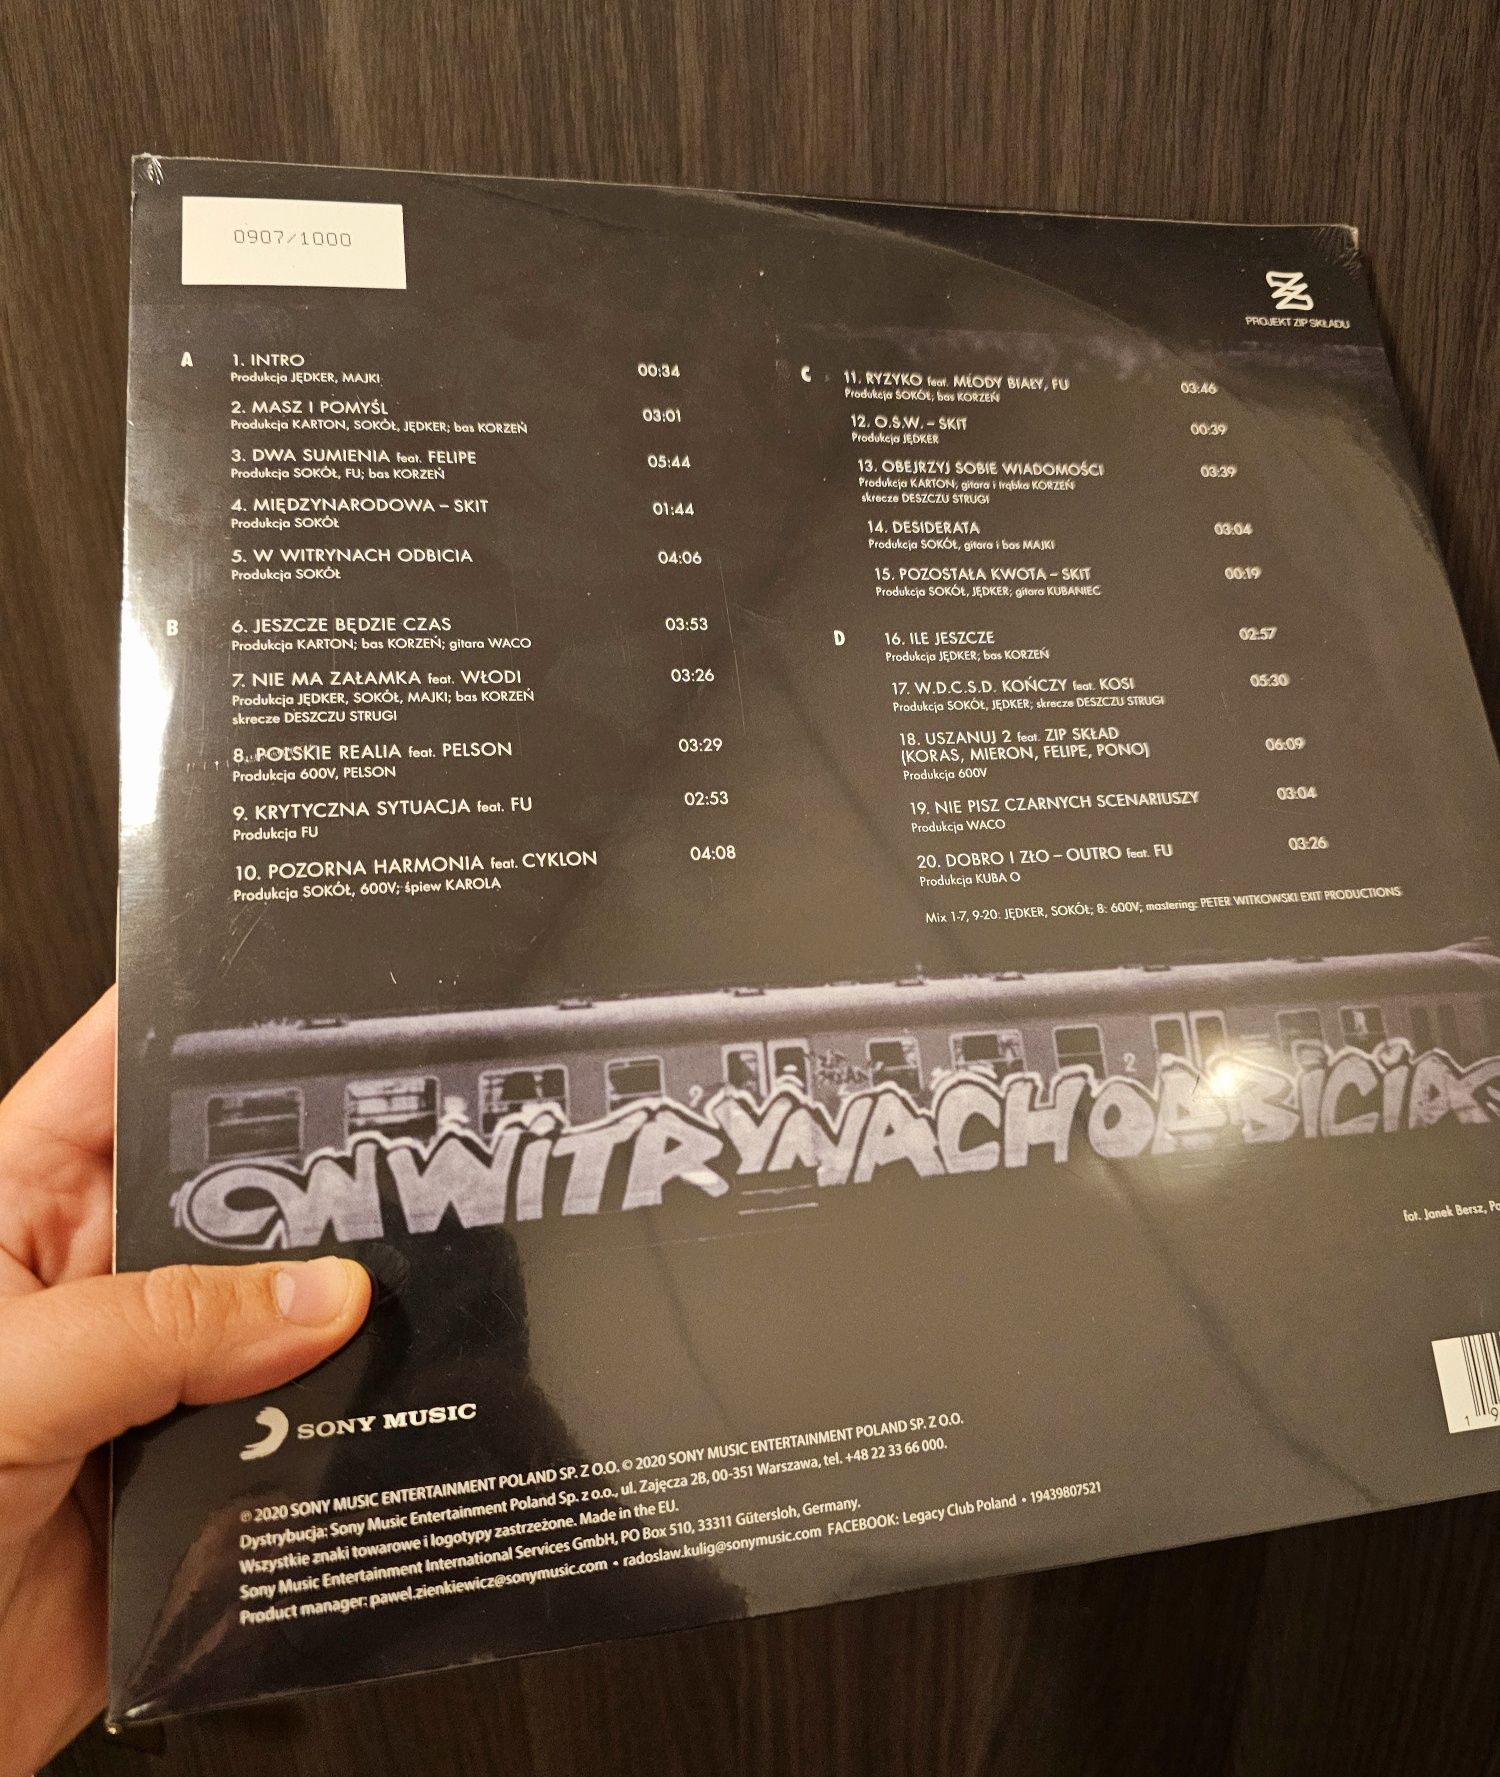 0907/1000
PROJEKT ZIP SKŁADU
A
1. INTRO 00:34
Produkcja JĘDKER, MAJKI
2. MASZ I POMYŚL 03:01
Produkcja KARTON, SOKÓŁ, JĘDKER; bas KORZEŃ
3. DWA SUMIENIA feat. FELIPE 05:44
Produkcja SOKÓŁ, FU; bas KORZEŃ
4. MIĘDZYNARODOWA – SKIT 01:44
Produkcja SOKÓŁ
5. W WITRYNACH ODBICIA 04:06
Produkcja SOKÓŁ
B
6. JESZCZE BĘDZIE CZAS 03:53
Produkcja KARTON; bas KORZEŃ; gitara WACO
7. NIE MA ZAŁAMKA feat. WŁODI 03:26
Produkcja JĘDKER, SOKÓŁ, MAJKI; bas KORZEŃ
skrecze DESZCZU STRUGI
8. POLSKIE REALIA feat. PELSON 03:29
Produkcja 600V, PELSON
9. KRYTYCZNA SYTUACJA feat. FU 02:53
Produkcja FU
10. POZORNA HARMONIA feat. CYKLON 04:08
Produkcja SOKÓŁ, 600V; śpiew KAROLA
C
11. RYZYKO feat. MŁODY BIAŁY, FU 03:46
Produkcja SOKÓŁ; bas KORZEŃ
12. O.S.W. – SKIT 00:39
Produkcja JĘDKER
13. OBEJRZYJ SOBIE WIADOMOŚCI 03:39
Produkcja KARTON; gitara i trąbka KORZEŃ
skrecze DESZCZU STRUGI
14. DESIDERATA 03:04
Produkcja SOKÓŁ, gitara i bas MAJKI
15. POZOSTAŁA KWOTA – SKIT 00:19
Produkcja SOKÓŁ, JĘDKER; gitara KUBANIEC
D
16. ILE JESZCZE 02:57
Produkcja JĘDKER; bas KORZEŃ
17. W.D.C.S.D. KOŃCZY feat. KOSI 05:30
Produkcja SOKÓŁ, JĘDKER; skrecze DESZCZU STRUGI
18. USZANUJ 2 feat. ZIP SKŁAD
(KORAS, MIERON, FELIPE, PONO) 06:09
Produkcja 600V
19. NIE PISZ CZARNYCH SCENARIUSZY 03:04
Produkcja WACO
20. DOBRO I ZŁO – OUTRO feat. FU 03:26
Produkcja KUBA O
Mix 1-7, 9-20: JĘDKER, SOKÓŁ; 8: 600V; mastering: PETER WITKOWSKI EXIT PRODUCTIONS
2 2
W WITRYNACH ODBICIA
fot. Janek Bersz,
SONY MUSIC
℗ 2020 SONY MUSIC ENTERTAINMENT POLAND SP. Z O.O. © 2020 SONY MUSIC ENTERTAINMENT POLAND SP. Z O.O.
Dystrybucja: Sony Music Entertainment Poland Sp. z o.o., ul. Zajęcza 2B, 00-351 Warszawa, tel. +48 22 33 66 000.
Wszystkie znaki towarowe i logotypy zastrzeżone. Made in the EU.
Sony Music Entertainment International Services GmbH, PO Box 510, 33311 Gütersloh, Germany.
Product manager: pawel.zienkiewicz@sonymusic.com • radoslaw.kulig@sonymusic.com FACEBOOK: Legacy Club Poland • 19439807521
1 9